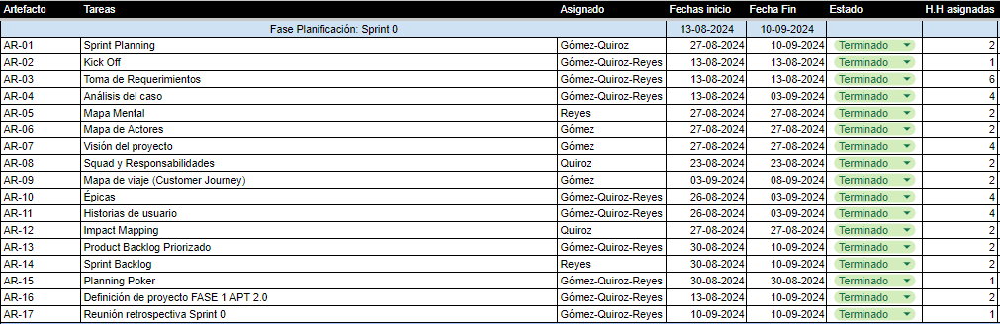 Artefacto Tareas Asignado Fechas inicio Fecha Fin Estado H.H asignadas
Fase Planificación: Sprint 0 13-08-2024 10-09-2024
AR-01 Sprint Planning Gómez-Quiroz 27-08-2024 10-09-2024 Terminado 2
AR-02 Kick Off Gómez-Quiroz-Reyes 13-08-2024 13-08-2024 Terminado 1
AR-03 Toma de Requerimientos Gómez-Quiroz-Reyes 13-08-2024 13-08-2024 Terminado 6
AR-04 Análisis del caso Gómez-Quiroz-Reyes 13-08-2024 03-09-2024 Terminado 4
AR-05 Mapa Mental Reyes 27-08-2024 27-08-2024 Terminado 2
AR-06 Mapa de Actores Gómez 27-08-2024 27-08-2024 Terminado 2
AR-07 Visión del proyecto Gómez 27-08-2024 27-08-2024 Terminado 4
AR-08 Squad y Responsabilidades Quiroz 23-08-2024 23-08-2024 Terminado 2
AR-09 Mapa de viaje (Customer Journey) Gómez 03-09-2024 08-09-2024 Terminado 2
AR-10 Épicas Gómez-Quiroz-Reyes 26-08-2024 03-09-2024 Terminado 4
AR-11 Historias de usuario Gómez-Quiroz-Reyes 26-08-2024 03-09-2024 Terminado 4
AR-12 Impact Mapping Quiroz 27-08-2024 27-08-2024 Terminado 2
AR-13 Product Backlog Priorizado Gómez-Quiroz-Reyes 30-08-2024 10-09-2024 Terminado 2
AR-14 Sprint Backlog Reyes 30-08-2024 10-09-2024 Terminado 2
AR-15 Planning Poker Gómez-Quiroz-Reyes 30-08-2024 30-08-2024 Terminado 1
AR-16 Definición de proyecto FASE 1 APT 2.0 Gómez-Quiroz-Reyes 13-08-2024 10-09-2024 Terminado 2
AR-17 Reunión retrospectiva Sprint 0 Gómez-Quiroz-Reyes 10-09-2024 10-09-2024 Terminado 1